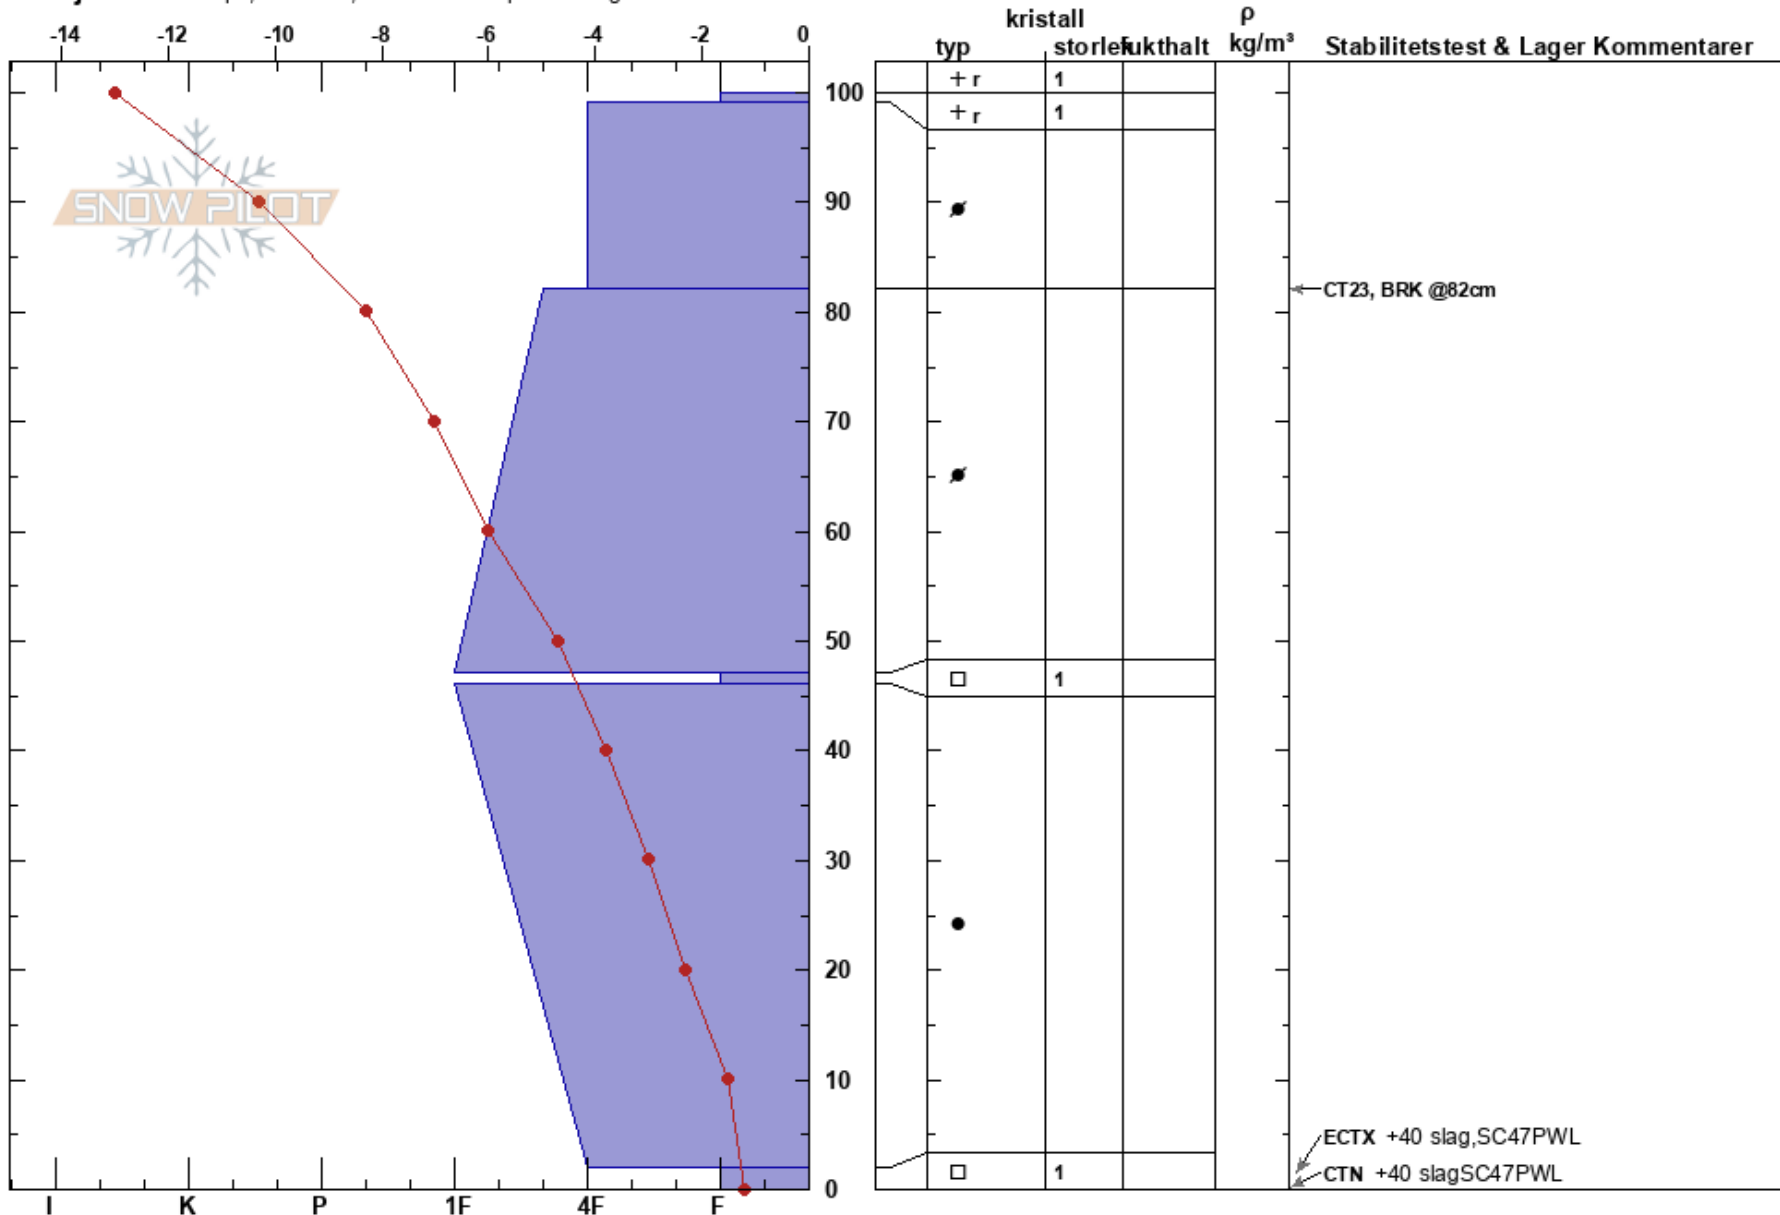 -14 -12 -10 -8 -6 -4 -2 0
kristall
ρ
typ storlek fukthalt kg/m³ Stabilitetstest & Lager Kommentarer
+ r 1
100
+ r 1
SNOW PILOT
90
CT23, BRK @82cm
80
70
60
50
1
40
30
20
10
ECTX +40 slag,SC47PWL
CTN +40 slagSC47PWL
1
0
I K P 1F 4F F